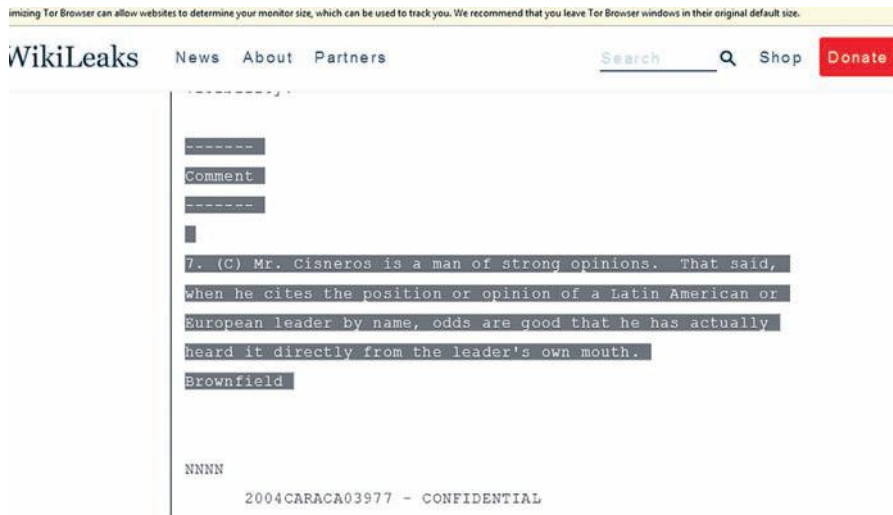 imizing Tor Browser can allow websites to determine your monitor size, which can be used to track you. We recommend that you leave Tor Browser windows in their original default size.
WikiLeaks News About Partners Search Shop Donate
-------
Comment
-------
7. (C) Mr. Cisneros is a man of strong opinions. That said,
when he cites the position or opinion of a Latin American or
European leader by name, odds are good that he has actually
heard it directly from the leader's own mouth.
Brownfield
NNNN
2004CARACA03977 - CONFIDENTIAL